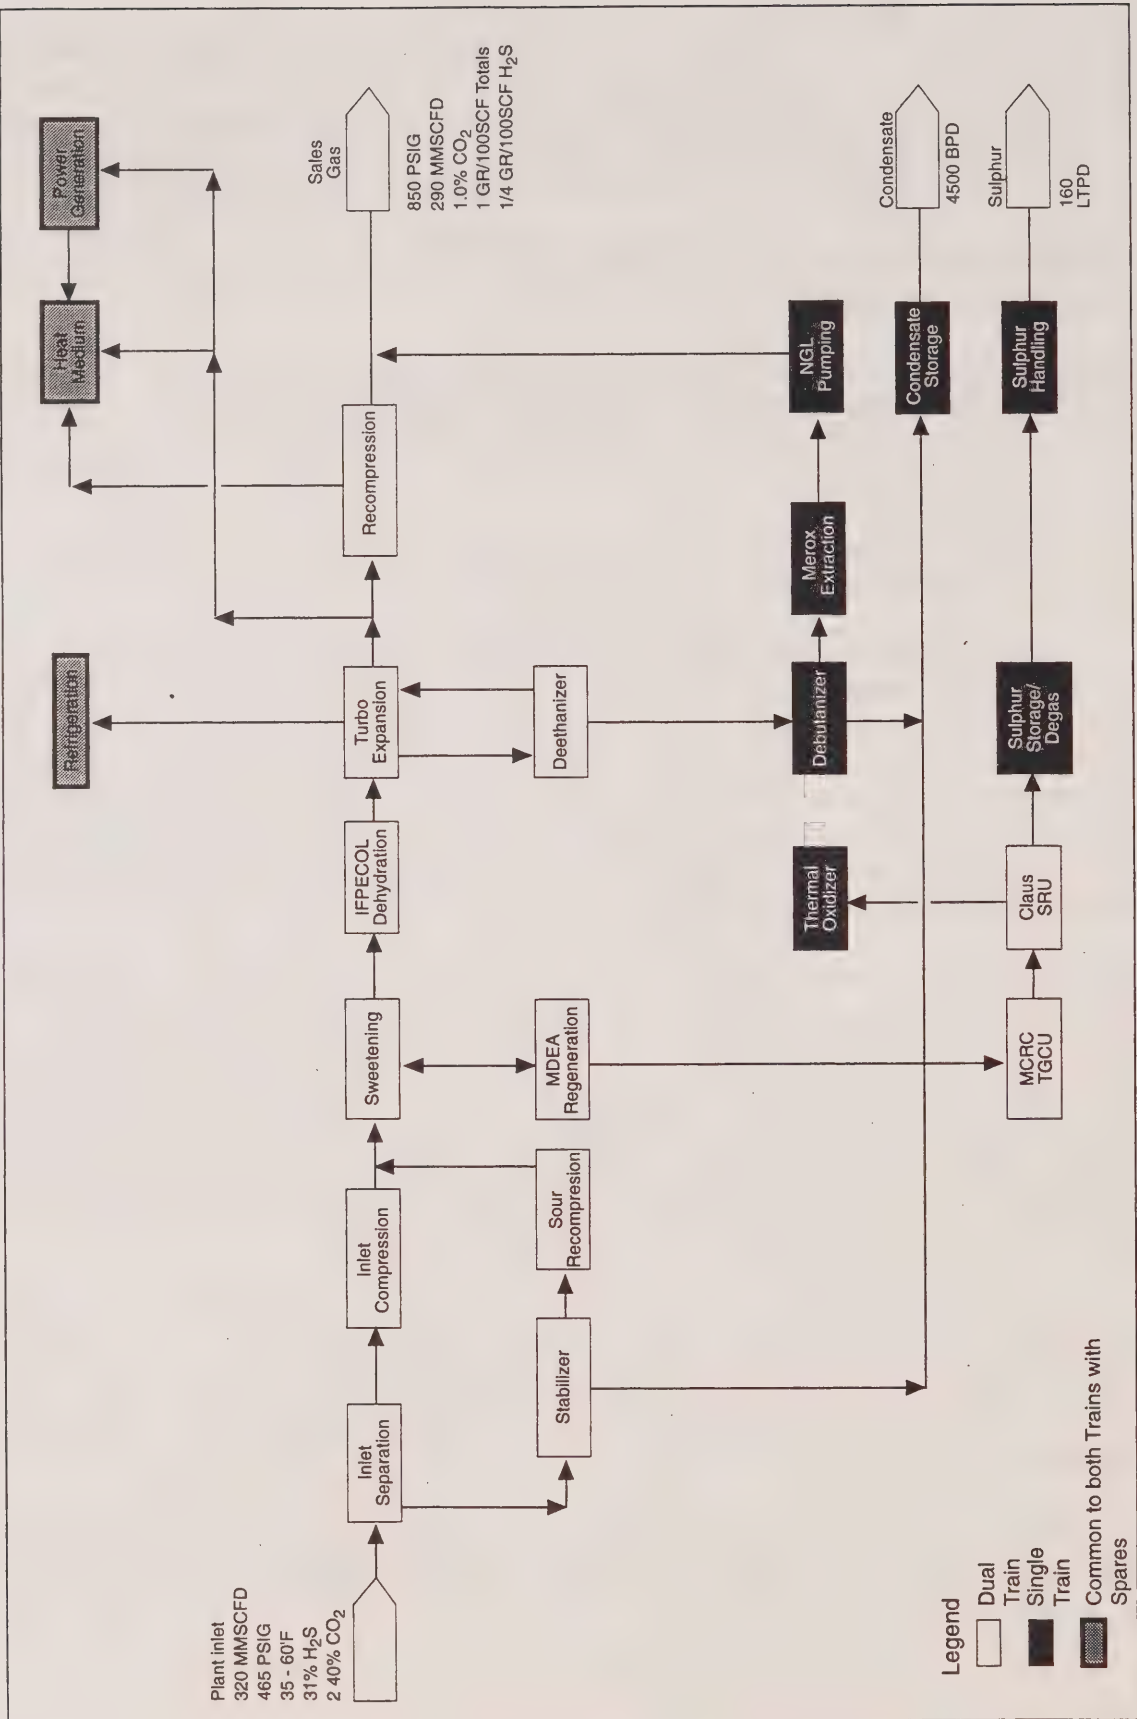 Plant inlet
320 MMSCFD
465 PSIG
35 - 60'F
31% H2S
2 40% CO2
Inlet
Separation
Inlet
Compression
Sweetening
IFPECOL
Dehydration
Turbo
Expansion
Recompression
Sales
Gas
850 PSIG
290 MMSCFD
1.0% CO2
1 GR/100SCF Totals
1/4 GR/100SCF H2S
Refrigeration
Heat
Medium
Power
Generation
Stabilizer
Sour
Recompresion
MDEA
Regeneration
Deethanizer
Thermal
Oxidizer
Debutanizer
Merox
Extraction
NGL
Pumping
Condensate
Storage
Condensate
4500 BPD
MCRC
TGCU
Claus
SRU
Sulphur
Storage/
Degas
Sulphur
Handling
Sulphur
160
LTPD
Legend
Dual
Train
Single
Train
Common to both Trains with
Spares